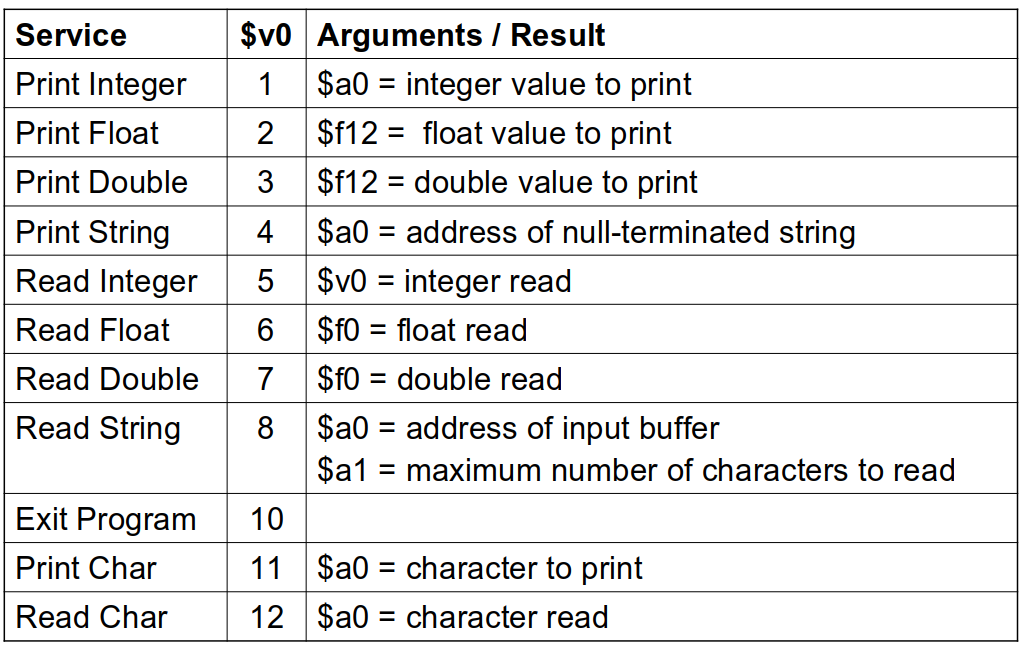 Service $v0 Arguments / Result
Print Integer 1 $a0 = integer value to print
Print Float 2 $f12 = float value to print
Print Double 3 $f12 = double value to print
Print String 4 $a0 = address of null-terminated string
Read Integer 5 $v0 = integer read
Read Float 6 $f0 = float read
Read Double 7 $f0 = double read
Read String 8 $a0 = address of input buffer
$a1 = maximum number of characters to read
Exit Program 10
Print Char 11 $a0 = character to print
Read Char 12 $a0 = character read